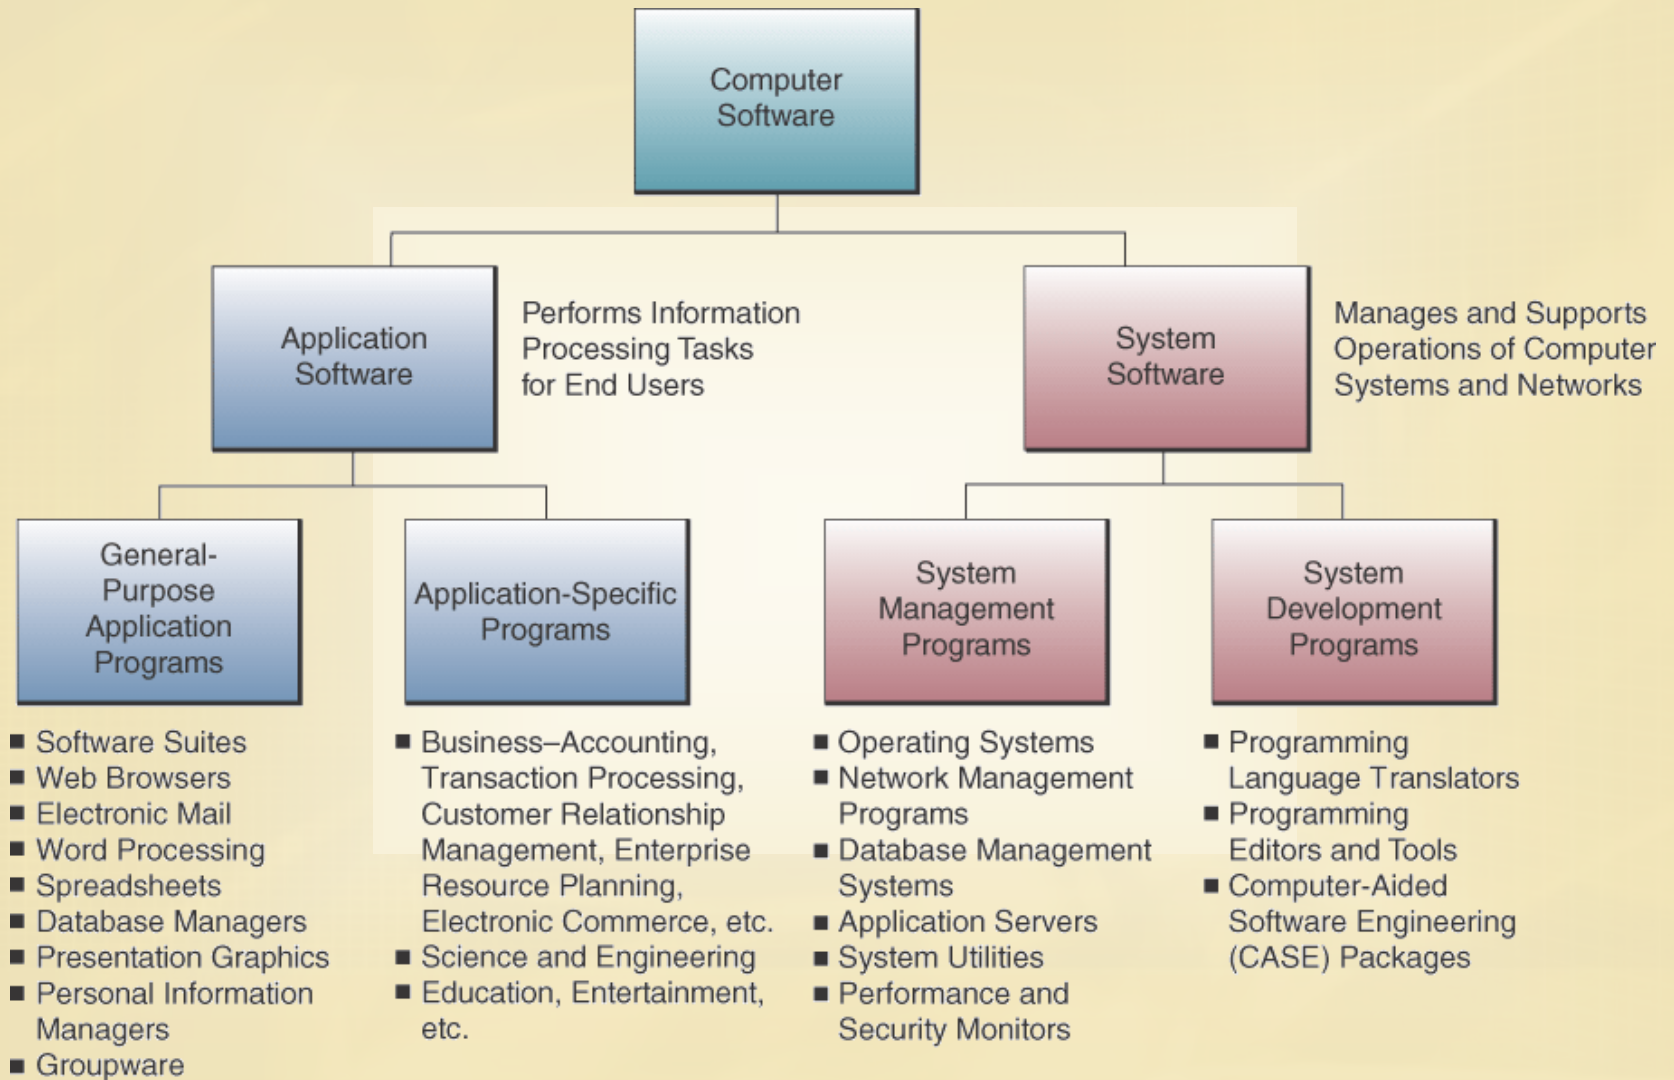 Computer
Software
Application
Software
Performs Information
Processing Tasks
for End Users
System
Software
Manages and Supports
Operations of Computer
Systems and Networks
General-
Purpose
Application
Programs
Application-Specific
Programs
System
Management
Programs
System
Development
Programs
■ Software Suites
■ Web Browsers
■ Electronic Mail
■ Word Processing
■ Spreadsheets
■ Database Managers
■ Presentation Graphics
■ Personal Information
Managers
■ Groupware
■ Business–Accounting,
Transaction Processing,
Customer Relationship
Management, Enterprise
Resource Planning,
Electronic Commerce, etc.
■ Science and Engineering
■ Education, Entertainment,
etc.
■ Operating Systems
■ Network Management
Programs
■ Database Management
Systems
■ Application Servers
■ System Utilities
■ Performance and
Security Monitors
■ Programming
Language Translators
■ Programming
Editors and Tools
■ Computer-Aided
Software Engineering
(CASE) Packages